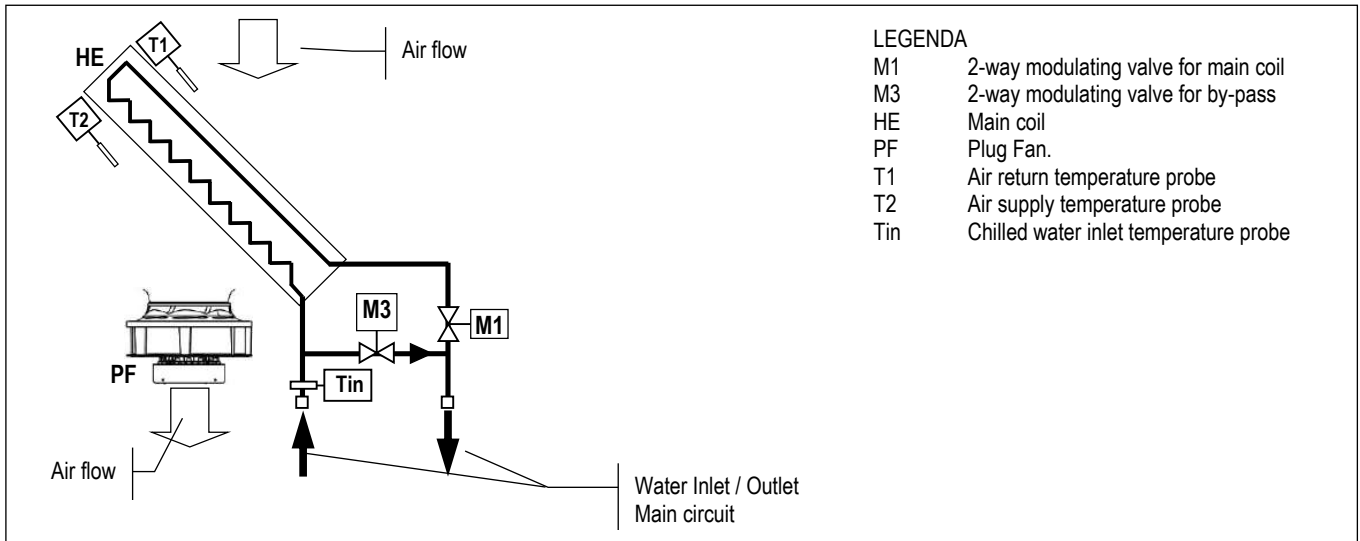 T1
Air flow
HE
T2
M3
M1
PF
Tin
Air flow
Water Inlet / Outlet
Main circuit
LEGENDA
M1 2-way modulating valve for main coil
M3 2-way modulating valve for by-pass
HE Main coil
PF Plug Fan.
T1 Air return temperature probe
T2 Air supply temperature probe
Tin Chilled water inlet temperature probe